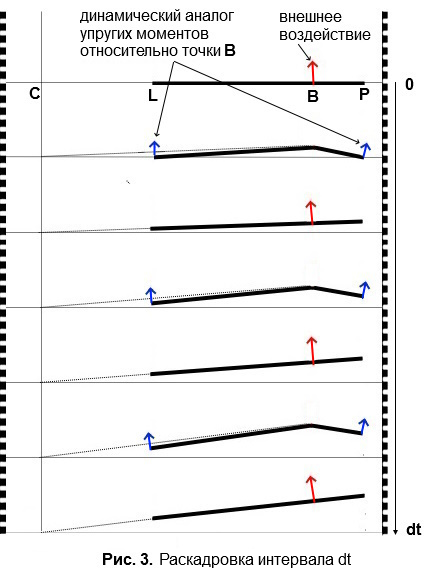 динамический аналог
упругих моментов
относительно точки B
внешнее
воздействие
0
C
L
B
P
dt
Рис. 3. Раскадровка интервала dt